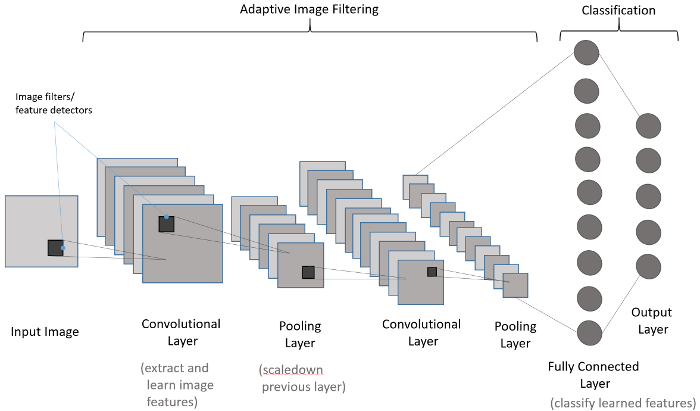 Adaptive Image Filtering
Classification
Image filters/
feature detectors
Input Image
Convolutional
Layer
(extract and
learn image
features)
Pooling
Layer
(scaledown
previous layer)
Convolutional
Layer
Pooling
Layer
Fully Connected
Layer
(classify learned features)
Output
Layer